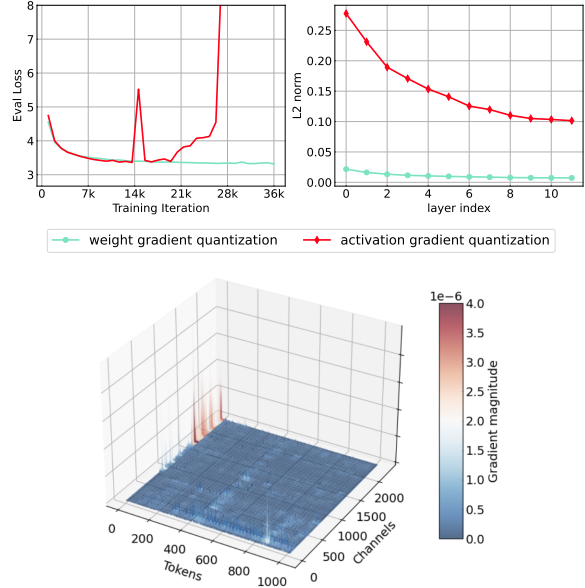 8
7
6
5
4
3
Eval Loss
0 7k 14k 21k 28k 36k
Training Iteration
0.25
0.20
0.15
0.10
0.05
0.00
L2 norm
0 2 4 6 8 10
layer index
weight gradient quantization activation gradient quantization
1e−6
4.0
3.5
3.0
2.5
2.0
1.5
1.0
0.5
0.0
Gradient magnitude
0 200 400 600 800 1000
Tokens
0 500 1000 1500 2000
Channels